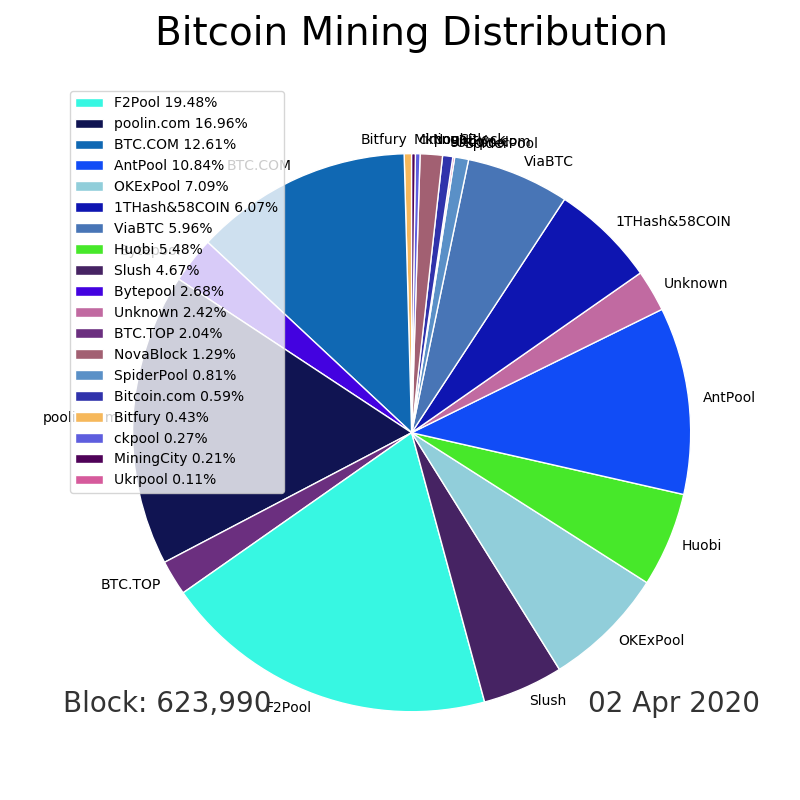 Bitcoin Mining Distribution
F2Pool 19.48%
poolin.com 16.96%
BTC.COM 12.61%
AntPool 10.84%
OKExPool 7.09%
1THash&58COIN 6.07%
ViaBTC 5.96%
Huobi 5.48%
Slush 4.67%
Bytepool 2.68%
Unknown 2.42%
BTC.TOP 2.04%
NovaBlock 1.29%
SpiderPool 0.81%
Bitcoin.com 0.59%
Bitfury 0.43%
ckpool 0.27%
MiningCity 0.21%
Ukrpool 0.11%
Bitfury
SpiderPool
ViaBTC
BTC.COM
1THash&58COIN
Unknown
AntPool
Huobi
BTC.TOP
OKExPool
Slush
F2Pool
Block: 623,990
02 Apr 2020